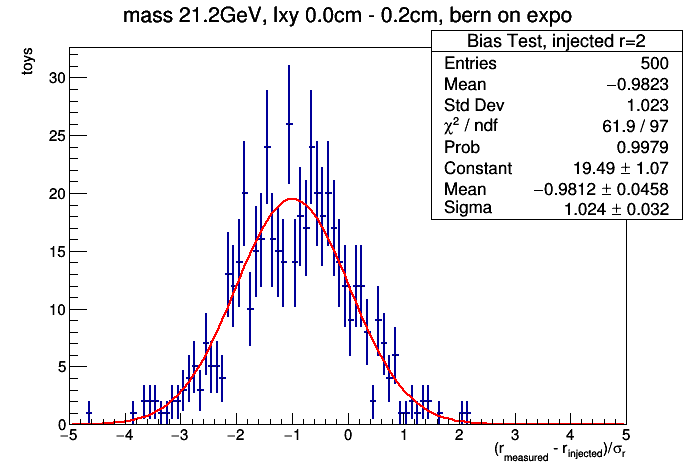 mass 21.2GeV, lxy 0.0cm - 0.2cm, bern on expo
Bias Test, injected r=2
Entries 500
Mean −0.9823
Std Dev 1.023
χ² / ndf 61.9 / 97
Prob 0.9979
Constant 19.49 ± 1.07
Mean −0.9812 ± 0.0458
Sigma 1.024 ± 0.032
toys
30
25
20
15
10
5
0
−5 −4 −3 −2 −1 0 1 2 3 4 5
(r_measured - r_injected)/σ_r